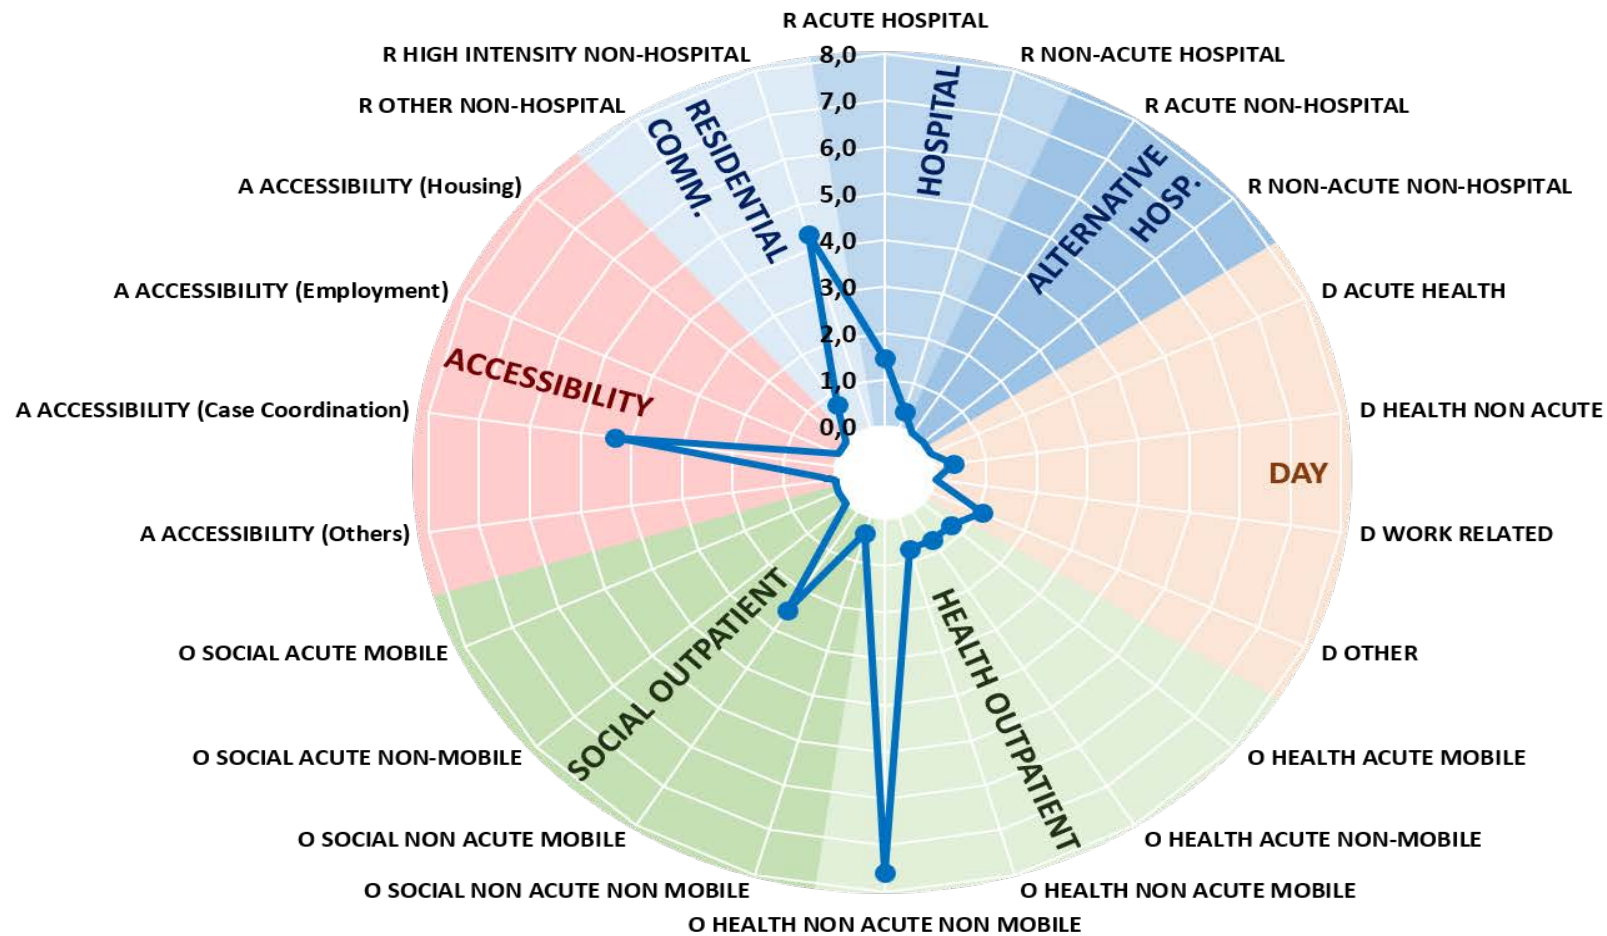 R ACUTE HOSPITAL
R HIGH INTENSITY NON-HOSPITAL
8,0
R NON-ACUTE HOSPITAL
R OTHER NON-HOSPITAL
7,0
R ACUTE NON-HOSPITAL
RESIDENTIAL
COMM.
HOSPITAL
6,0
ALTERNATIVE
HOSP.
A ACCESSIBILITY (Housing)
5,0
R NON-ACUTE NON-HOSPITAL
4,0
A ACCESSIBILITY (Employment)
3,0
D ACUTE HEALTH
2,0
ACCESSIBILITY
1,0
A ACCESSIBILITY (Case Coordination)
0,0
D HEALTH NON ACUTE
DAY
A ACCESSIBILITY (Others)
D WORK RELATED
SOCIAL OUTPATIENT
HEALTH OUTPATIENT
O SOCIAL ACUTE MOBILE
D OTHER
O SOCIAL ACUTE NON-MOBILE
O HEALTH ACUTE MOBILE
O SOCIAL NON ACUTE MOBILE
O HEALTH ACUTE NON-MOBILE
O SOCIAL NON ACUTE NON MOBILE
O HEALTH NON ACUTE MOBILE
O HEALTH NON ACUTE NON MOBILE